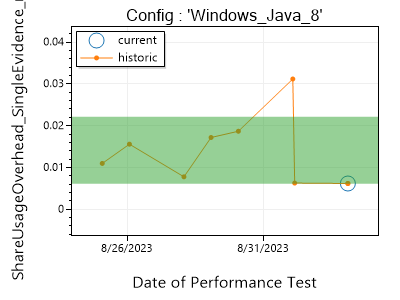 Config : 'Windows_Java_8'
current
historic
0.04
0.03
0.02
0.01
0
8/26/2023
8/31/2023
Date of Performance Test